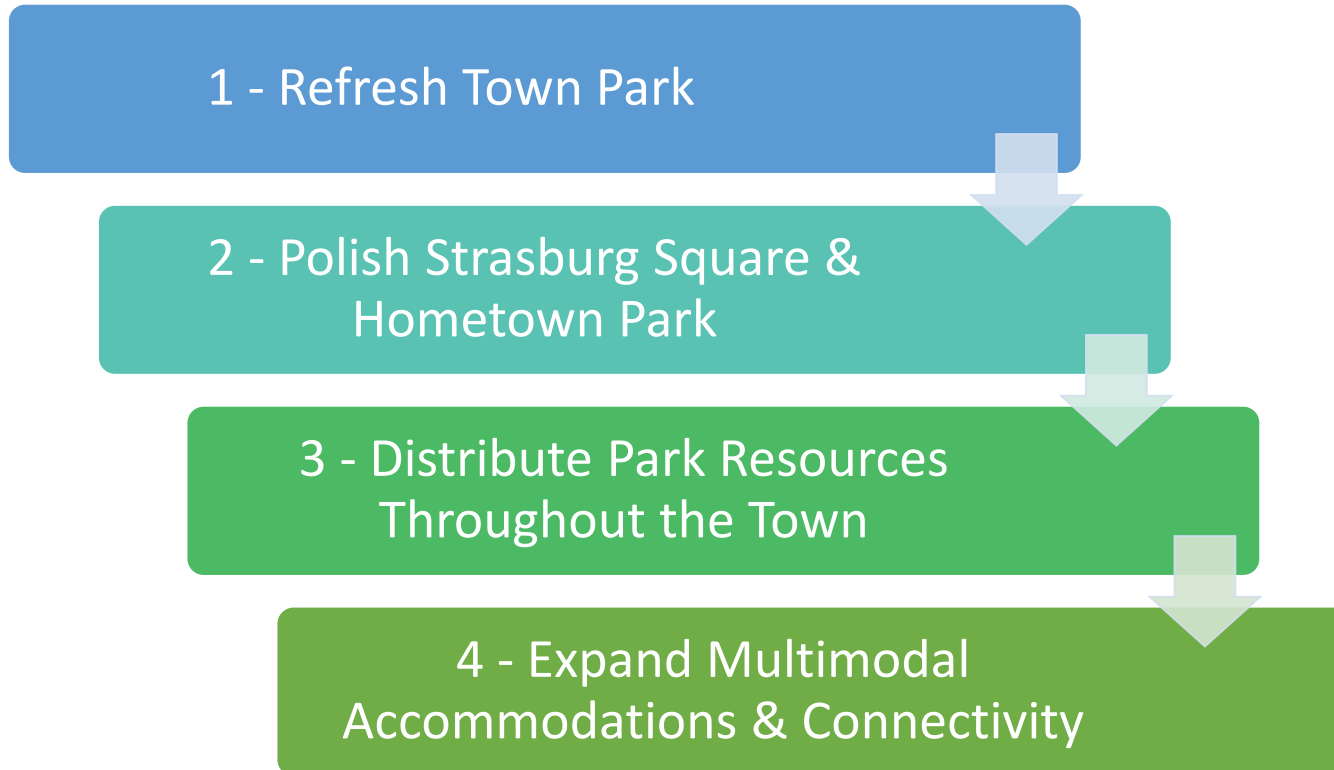 1 - Refresh Town Park
2 - Polish Strasburg Square &
Hometown Park
3 - Distribute Park Resources
Throughout the Town
4 - Expand Multimodal
Accommodations & Connectivity